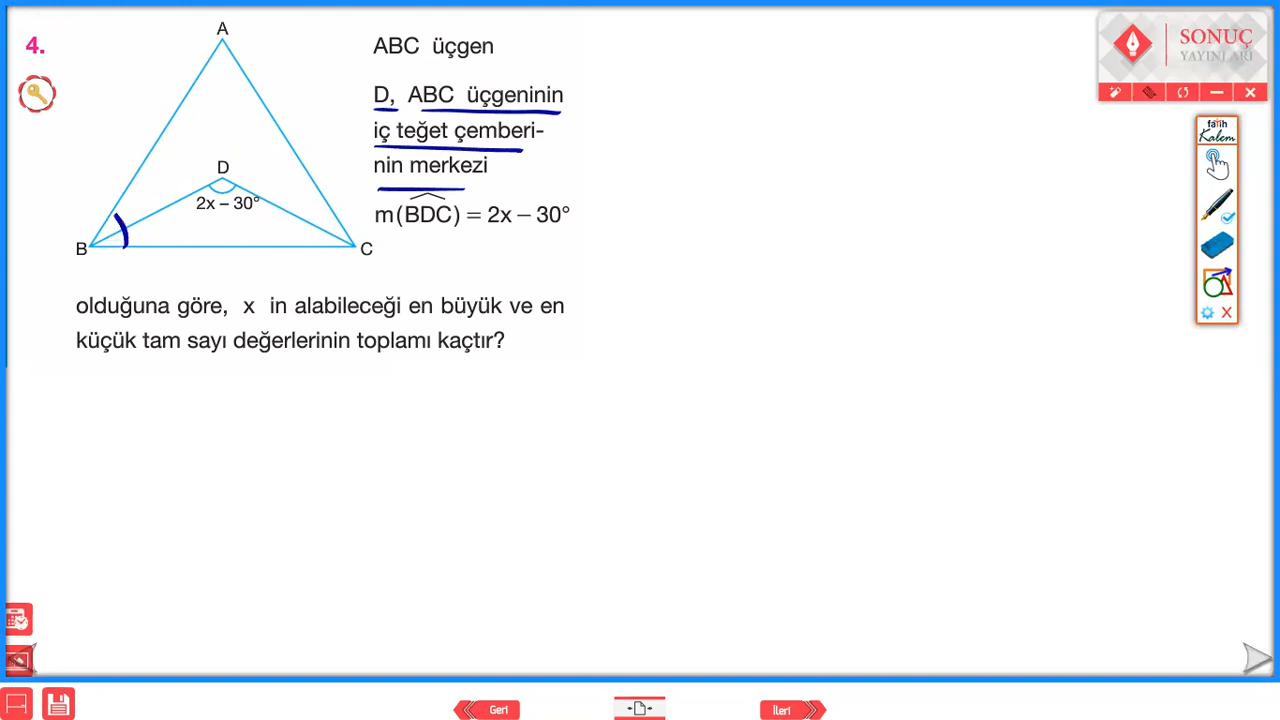 4.
A
ABC üçgen
D, ABC üçgeninin
iç teğet çemberi-
nin merkezi
D
2x – 30°
m(BDC) = 2x – 30°
B
C
olduğuna göre, x in alabileceği en büyük ve en
küçük tam sayı değerlerinin toplamı kaçtır?
SONUÇ
YAYINLARI
fatih
Kalem
Geri
İleri